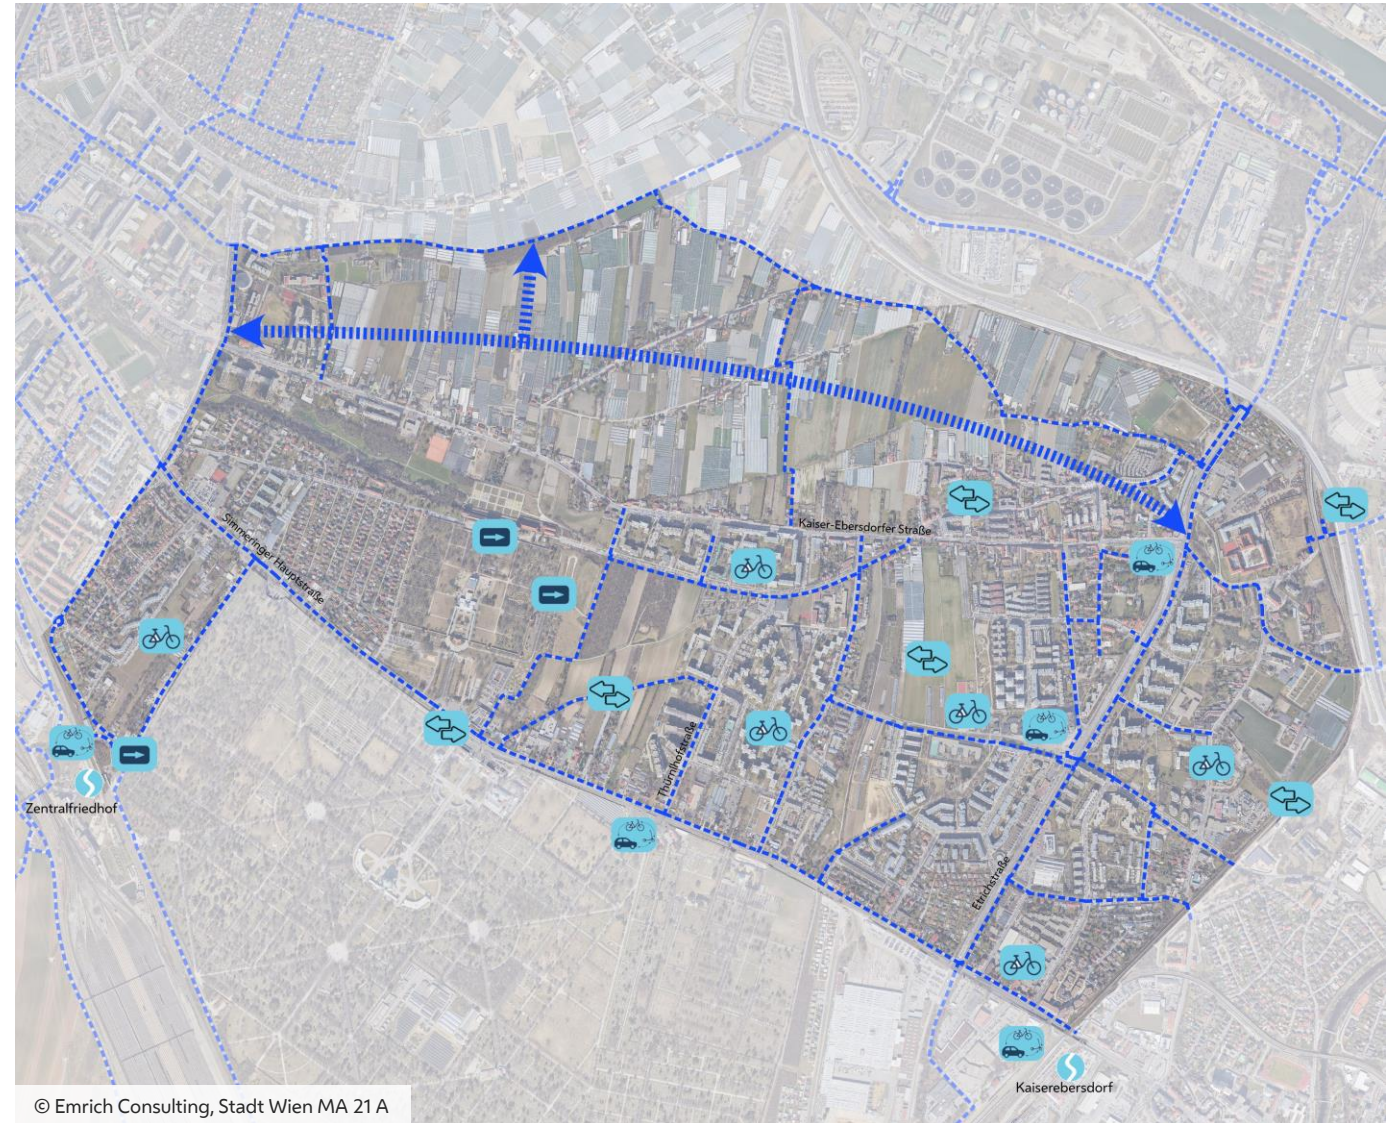 Kaiser-Ebersdorfer Straße
Simmeringer Hauptstraße
Thürnlhofstraße
Zentralfriedhof
Etrichstraße
Kaiserebersdorf
© Emrich Consulting, Stadt Wien MA 21 A